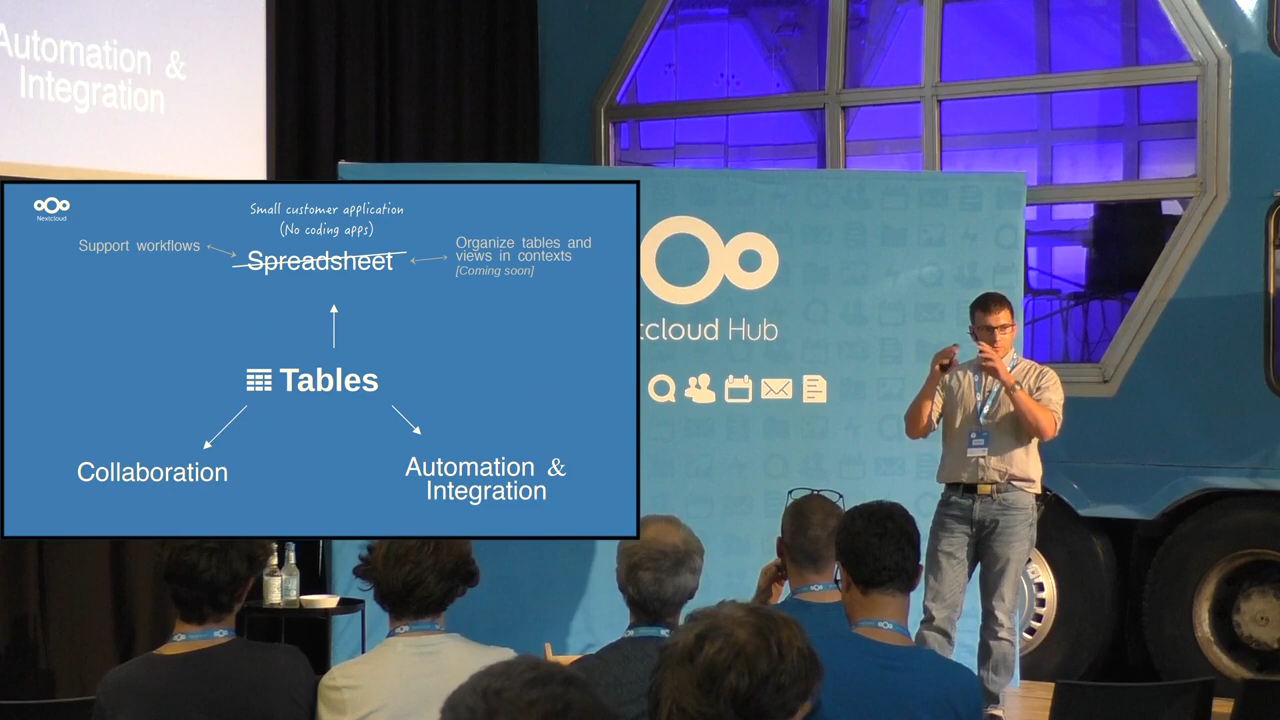 Automation &
Integration
Nextcloud
Small customer application
(No coding apps)
Support workflows
Spreadsheet
Organize tables and
views in contexts
[Coming soon]
Tables
Collaboration
Automation &
Integration
tcloud Hub